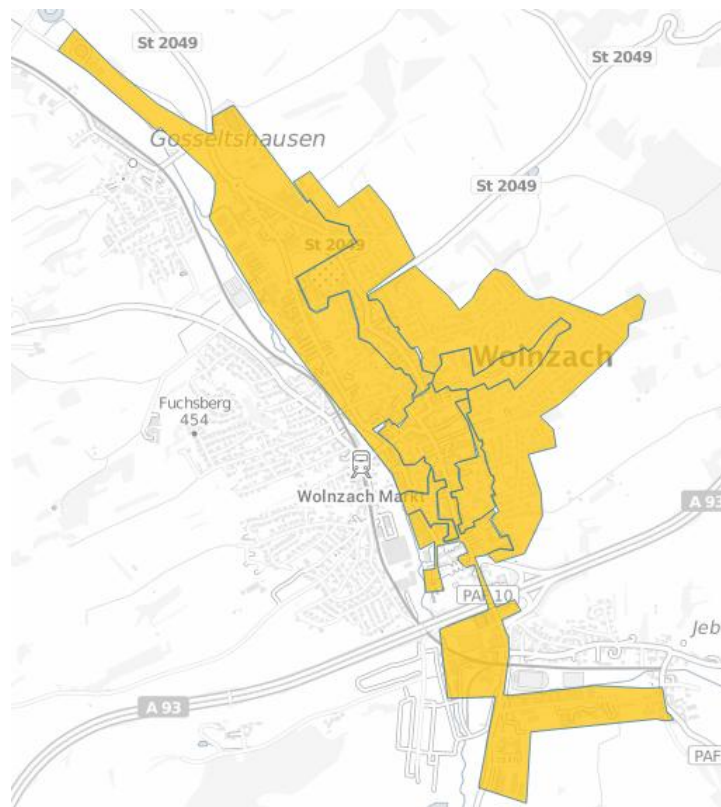 St 2049
St 2049
Gosseltshausen
St 2049
St 2049
Wolnzach
Fuchsberg
454
Wolnzach Markt
A 93
PAF 10
Jeb
A 93
PAF